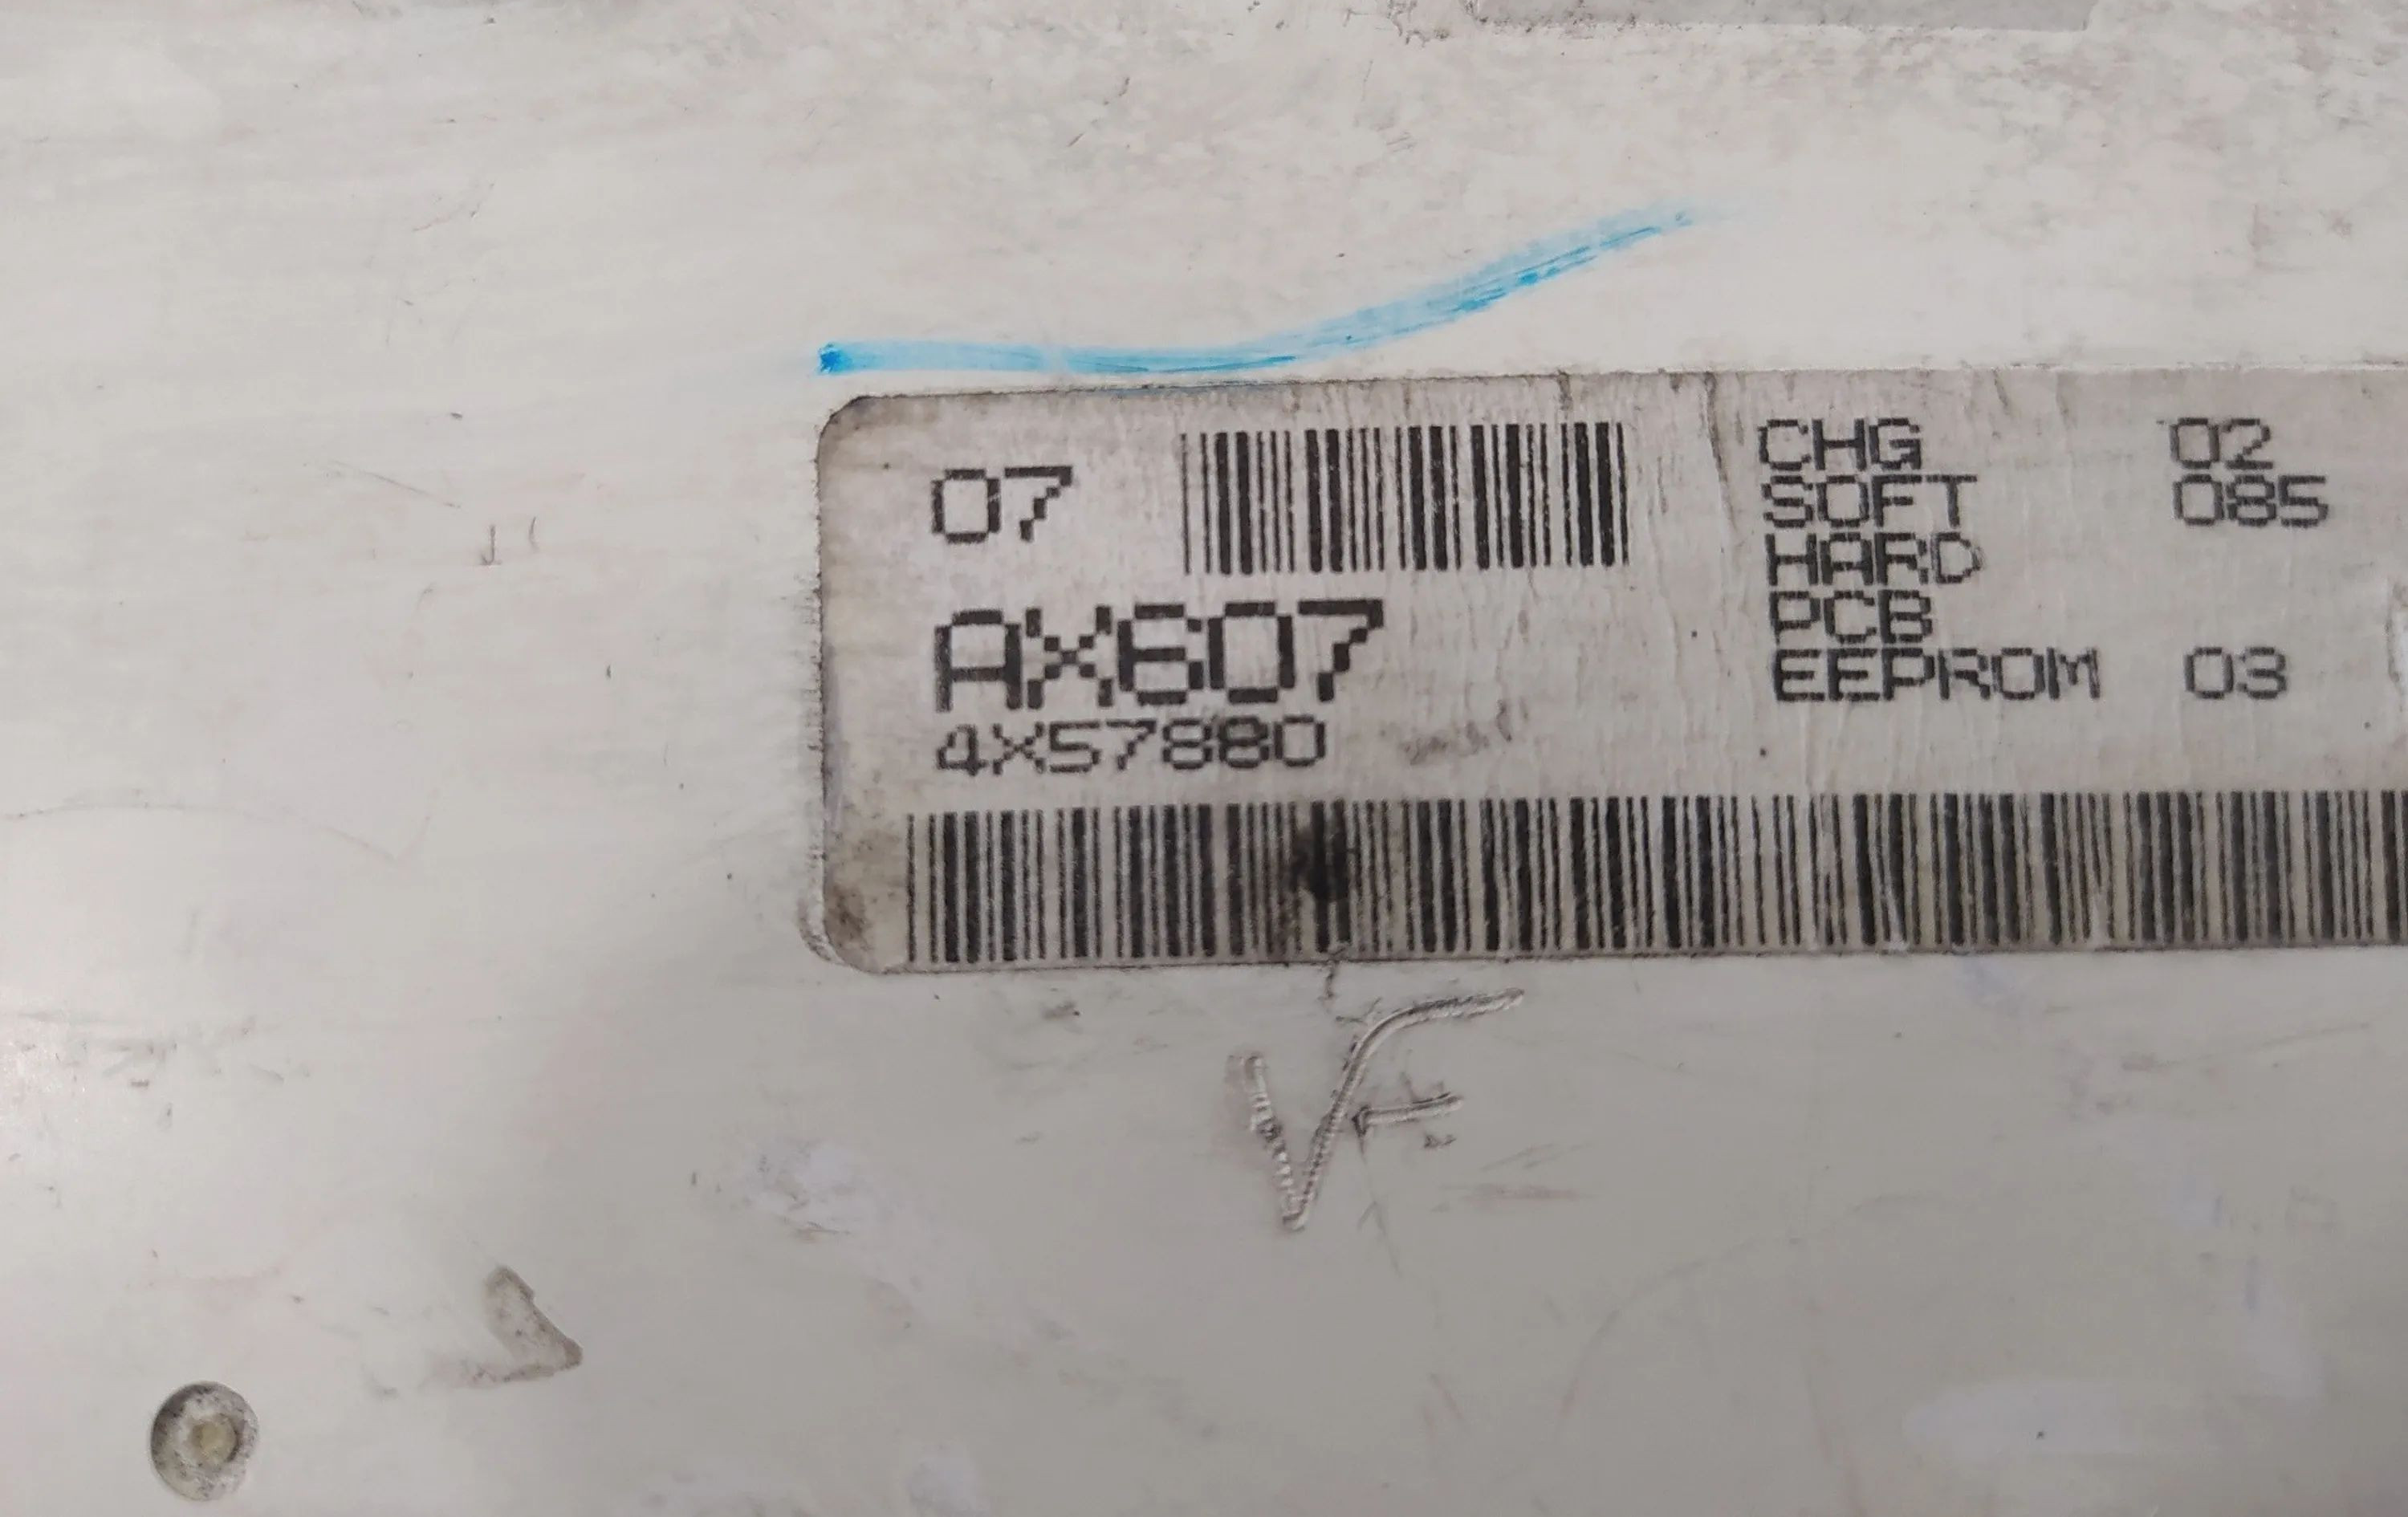 07
AX607
4X57880
CHG 02
SOFT 085
HARD
PCB
EEPROM 03
VF